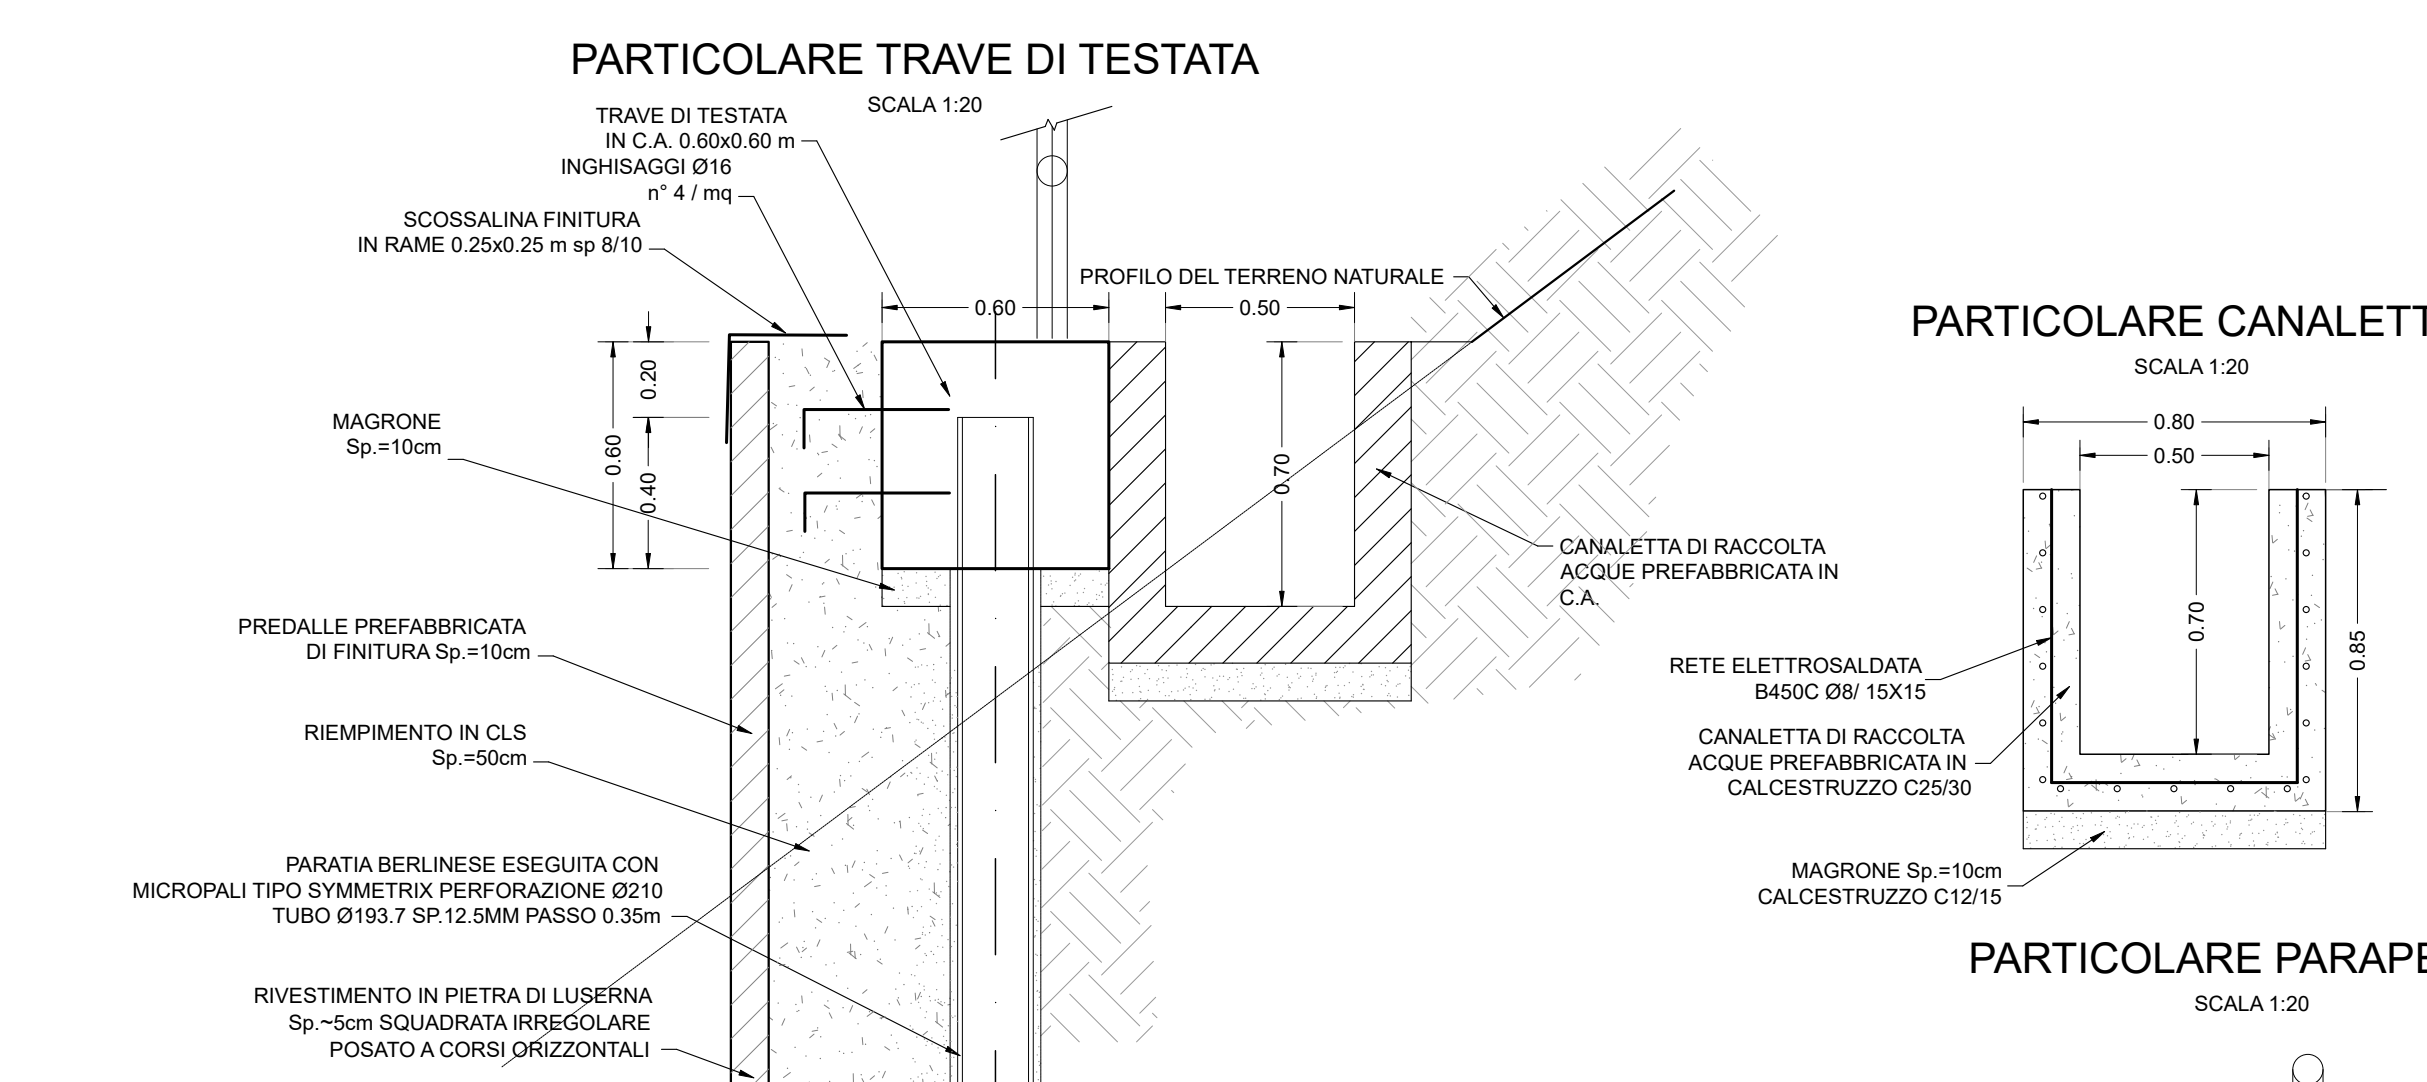 PARTICOLARE TRAVE DI TESTATA
SCALA 1:20
TRAVE DI TESTATA
IN C.A. 0.60x0.60 m
INGHISAGGI Ø16
n° 4 / mq
SCOSSALINA FINITURA
IN RAME 0.25x0.25 m sp 8/10
PROFILO DEL TERRENO NATURALE
0.60
0.50
0.20
0.60
0.40
0.70
MAGRONE
Sp.=10cm
CANALETTA DI RACCOLTA
ACQUE PREFABBRICATA IN
C.A.
PREDALLE PREFABBRICATA
DI FINITURA Sp.=10cm
RIEMPIMENTO IN CLS
Sp.=50cm
PARATIA BERLINESE ESEGUITA CON
MICROPALI TIPO SYMMETRIX PERFORAZIONE Ø210
TUBO Ø193.7 SP.12.5MM PASSO 0.35m
RIVESTIMENTO IN PIETRA DI LUSERNA
Sp.~5cm SQUADRATA IRREGOLARE
POSATO A CORSI ORIZZONTALI
PARTICOLARE CANALETT
SCALA 1:20
0.80
0.50
0.70
0.85
RETE ELETTROSALDATA
B450C Ø8/ 15X15
CANALETTA DI RACCOLTA
ACQUE PREFABBRICATA IN
CALCESTRUZZO C25/30
MAGRONE Sp.=10cm
CALCESTRUZZO C12/15
PARTICOLARE PARAPE
SCALA 1:20